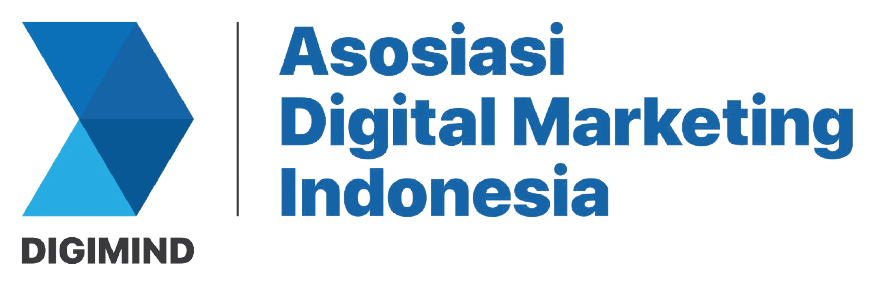 Asosiasi
Digital Marketing
Indonesia
DIGIMIND